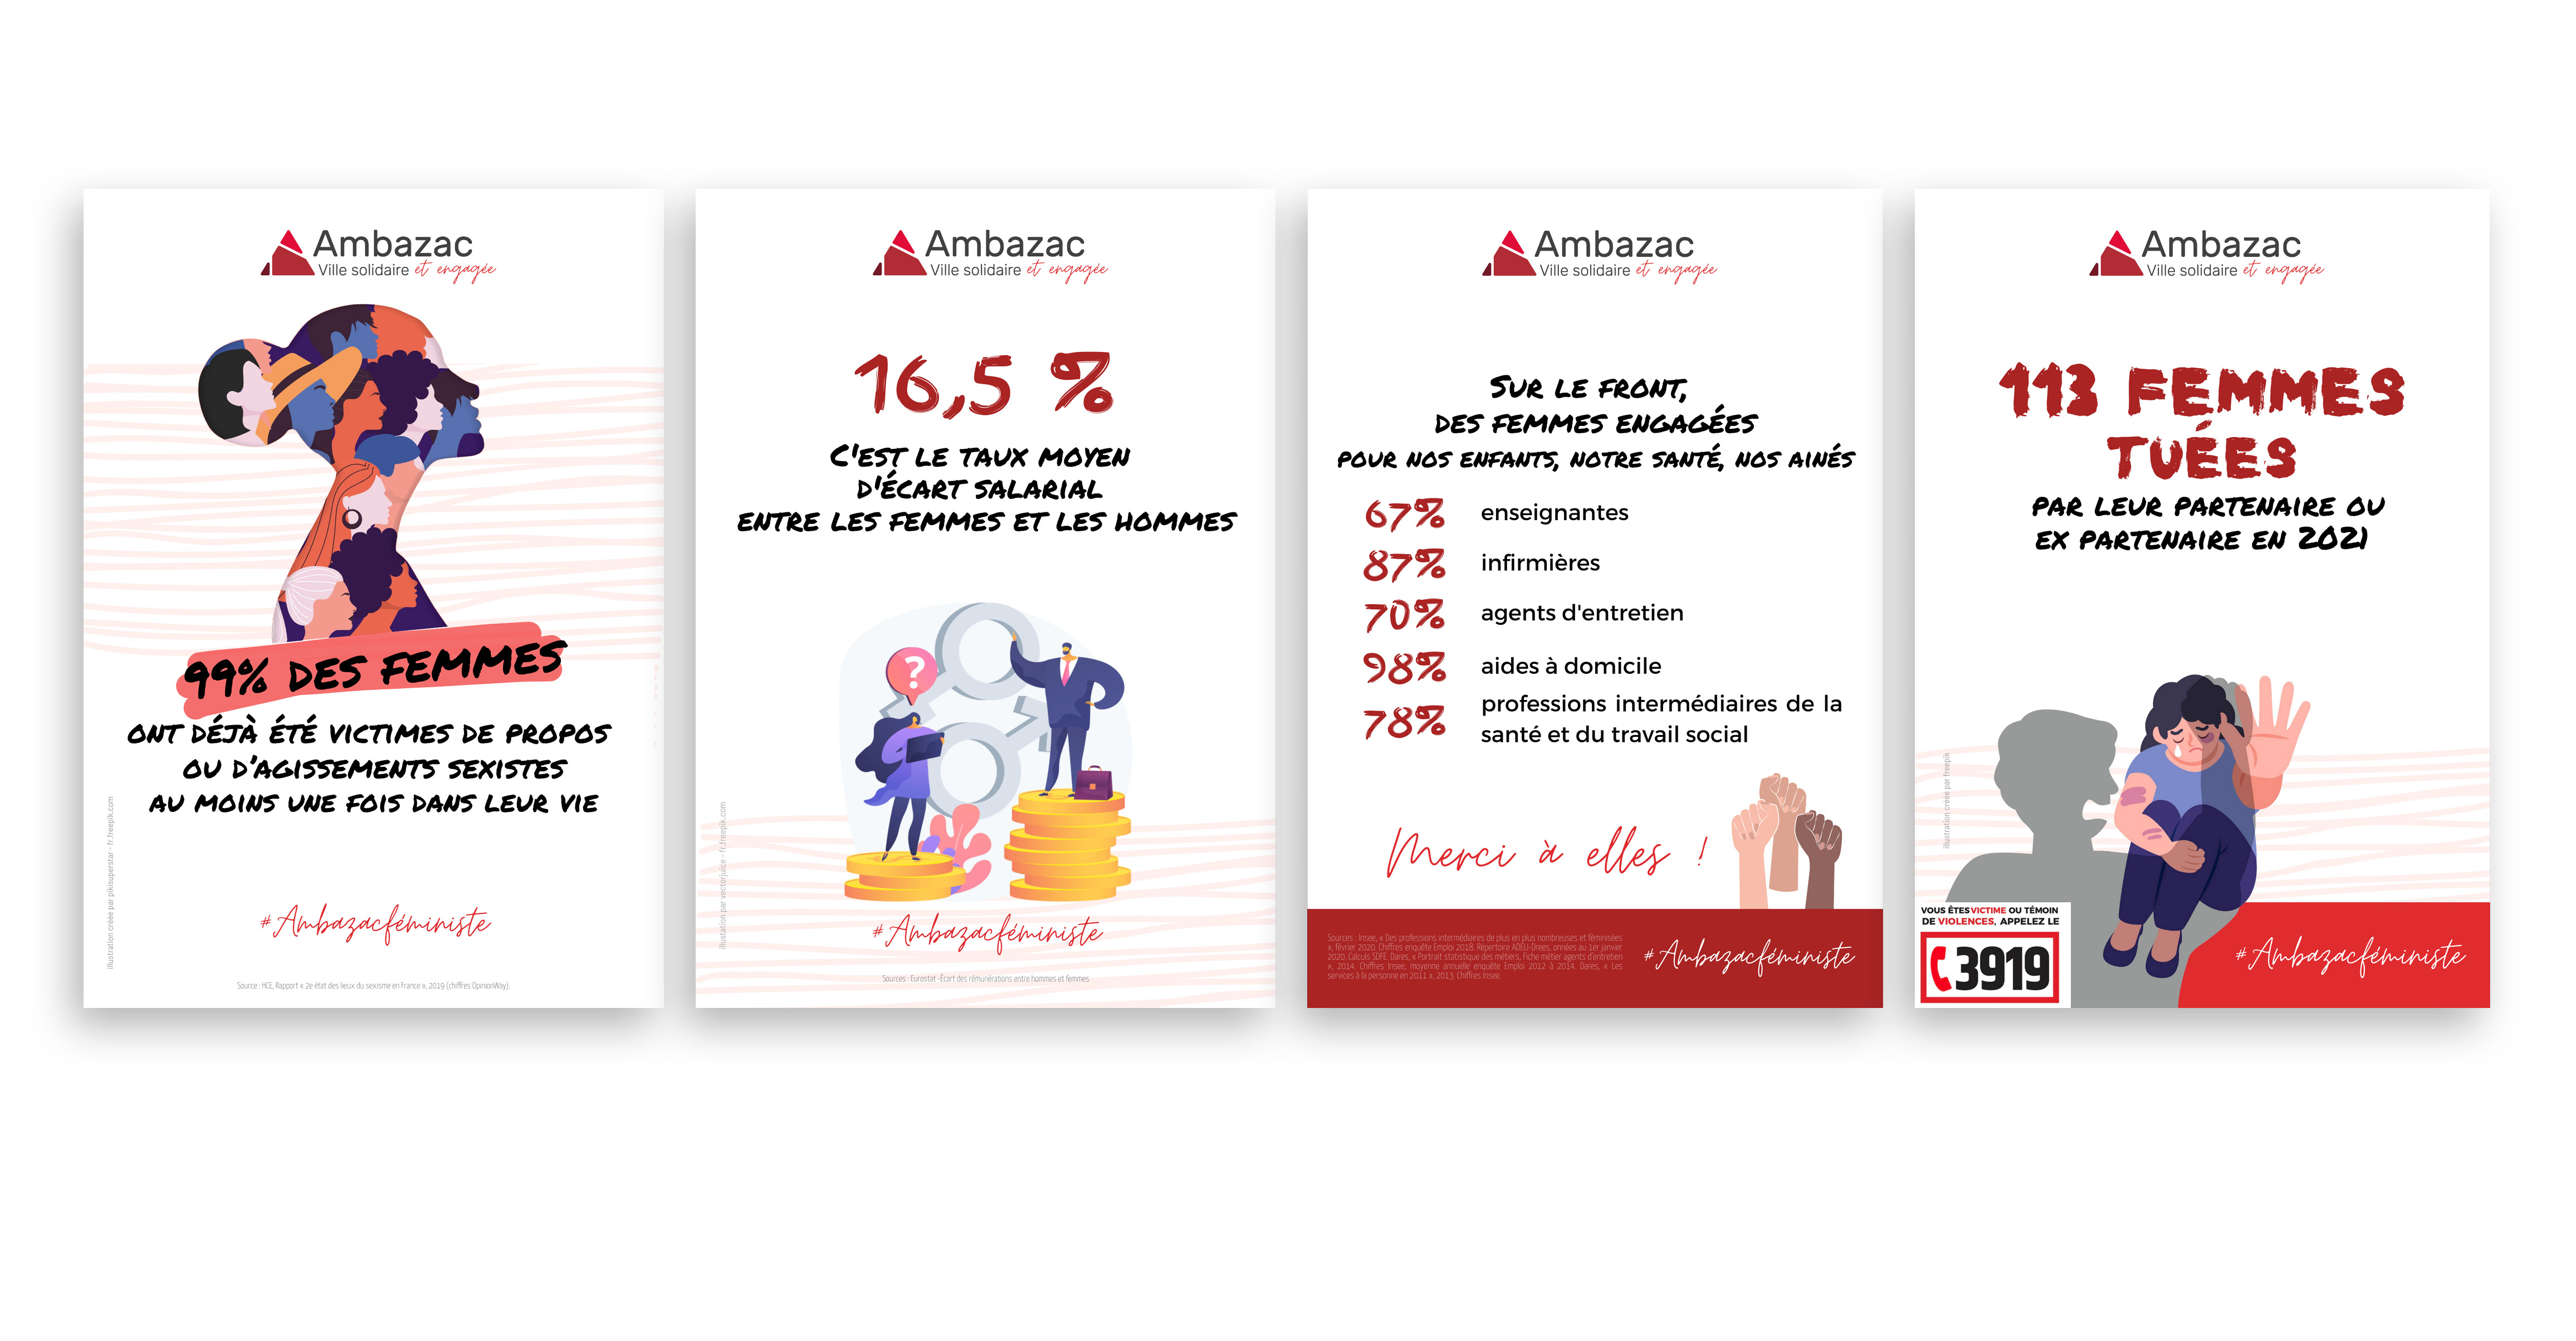 Ambazac
Ville solidaire et engagée
99% DES FEMMES
ONT DÉJÀ ÉTÉ VICTIMES DE PROPOS
OU D'AGISSEMENTS SEXISTES
AU MOINS UNE FOIS DANS LEUR VIE
illustration créée par pikisuperstar - fr.freepik.com
#Ambazacféministe
Source : HCE, Rapport « 2e état des lieux du sexisme en France », 2019 (chiffres OpinionWay).
Ambazac
Ville solidaire et engagée
16,5 %
C'EST LE TAUX MOYEN
D'ÉCART SALARIAL
ENTRE LES FEMMES ET LES HOMMES
?
illustation par vectorjuice - fr.freepik.com
#Ambazacféministe
Sources : Eurostat -Écart des rémunérations entre hommes et femmes
Ambazac
Ville solidaire et engagée
SUR LE FRONT,
DES FEMMES ENGAGÉES
POUR NOS ENFANTS, NOTRE SANTÉ, NOS AINÉS
67% enseignantes
87% infirmières
70% agents d'entretien
98% aides à domicile
78% professions intermédiaires de la
santé et du travail social
Merci à elles !
Sources : Insee, « Des professions intermédiaires de plus en plus nombreuses et féminisées
», février 2020. Chiffres enquête Emploi 2018. Répertoire ADELI-Drees, données au 1er janvier
2020. Calculs SDFE. Dares, « Portrait statistique des métiers, Fiche métier agents d'entretien
», 2014. Chiffres Insee, moyenne annuelle enquête Emploi 2012 à 2014. Dares, « Les
services à la personne en 2011 », 2013. Chiffres Insee.
#Ambazacféministe
Ambazac
Ville solidaire et engagée
113 FEMMES
TUÉES
PAR LEUR PARTENAIRE OU
EX PARTENAIRE EN 2021
illustration créée par freepik
VOUS ÊTES VICTIME OU TÉMOIN
DE VIOLENCES, APPELEZ LE
3919
#Ambazacféministe